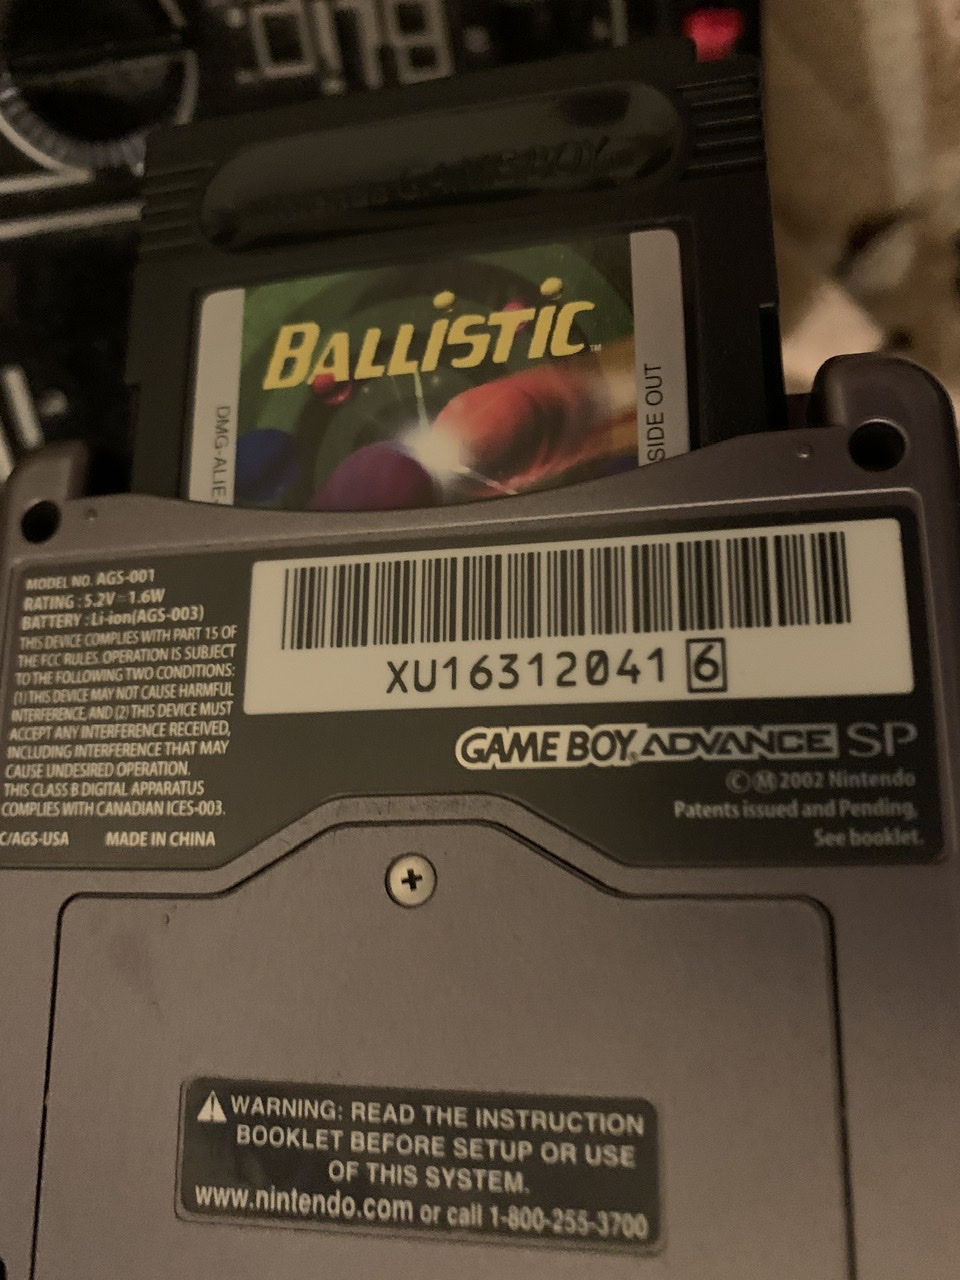 GAME BOY
BALLISTIC™
DMG-ALIE-
SIDE OUT
MODEL NO. AGS-001
RATING : 5.2V⎓1.6W
BATTERY : Li-ion(AGS-003)
THIS DEVICE COMPLIES WITH PART 15 OF
THE FCC RULES. OPERATION IS SUBJECT
TO THE FOLLOWING TWO CONDITIONS:
(1) THIS DEVICE MAY NOT CAUSE HARMFUL
INTERFERENCE, AND (2) THIS DEVICE MUST
ACCEPT ANY INTERFERENCE RECEIVED,
INCLUDING INTERFERENCE THAT MAY
CAUSE UNDESIRED OPERATION.
THIS CLASS B DIGITAL APPARATUS
COMPLIES WITH CANADIAN ICES-003.
C/AGS-USA MADE IN CHINA
XU16312041 6
GAME BOY ADVANCE SP
©Ⓜ2002 Nintendo
Patents issued and Pending.
See booklet.
⚠ WARNING: READ THE INSTRUCTION
BOOKLET BEFORE SETUP OR USE
OF THIS SYSTEM.
www.nintendo.com or call 1-800-255-3700